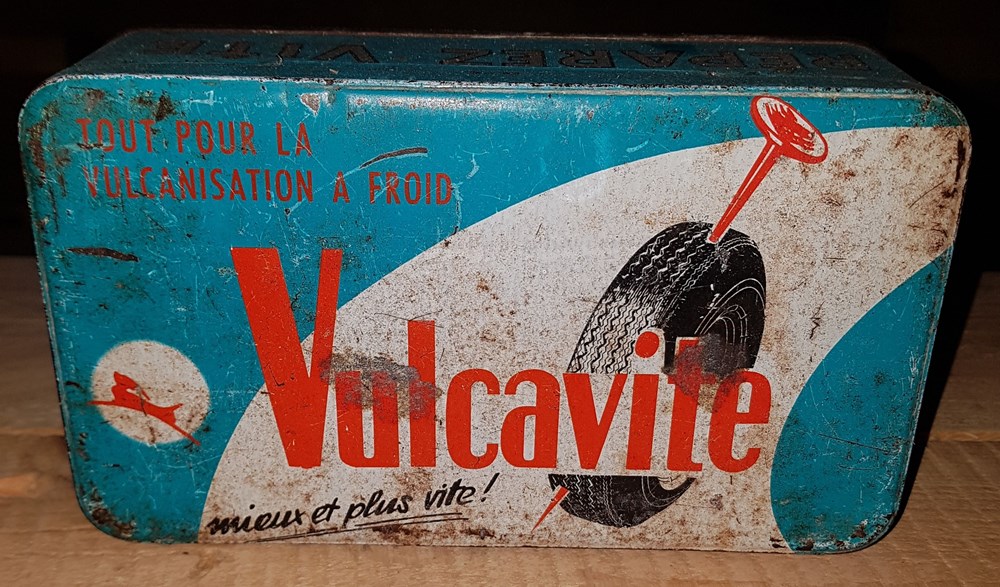 REPAREZ VITE
TOUT POUR LA
VULCANISATION A FROID
Vulcavite
mieux et plus vite!